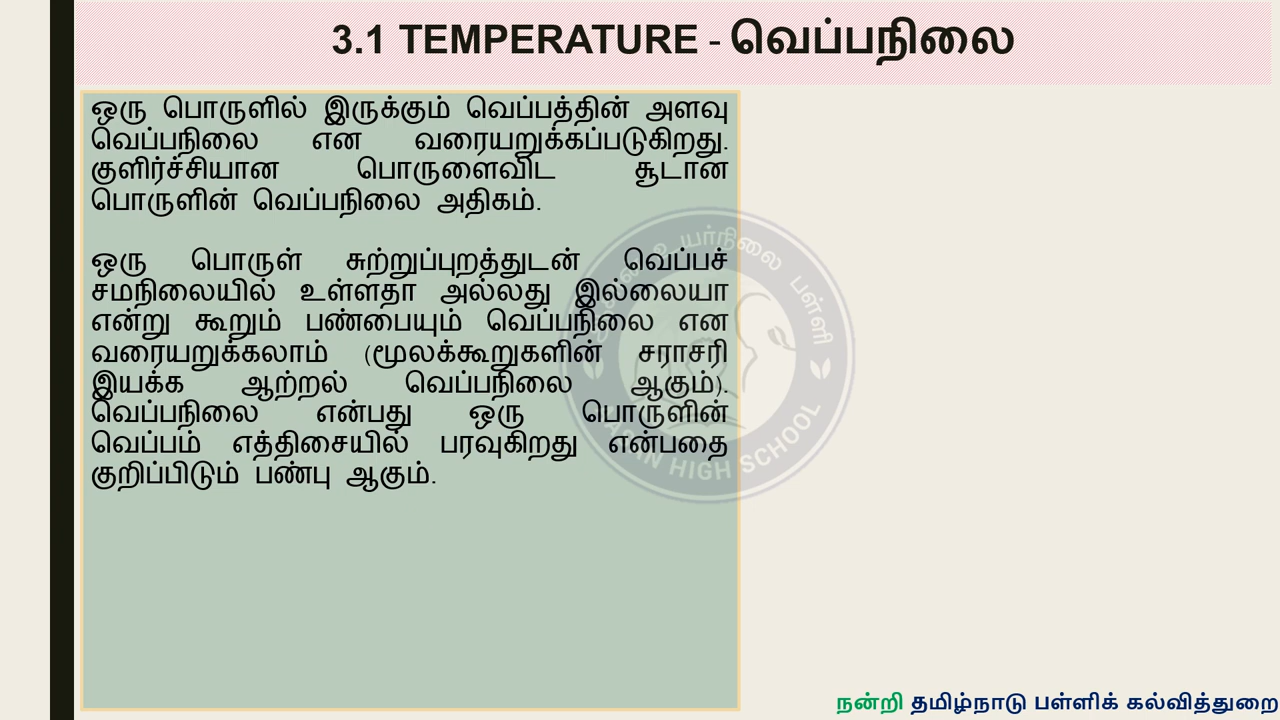 3.1 TEMPERATURE - வெப்பநிலை
ஒரு பொருளில் இருக்கும் வெப்பத்தின் அளவு
வெப்பநிலை என வரையறுக்கப்படுகிறது.
குளிர்ச்சியான பொருளைவிட சூடான
பொருளின் வெப்பநிலை அதிகம்.
ஒரு பொருள் சுற்றுப்புறத்துடன் வெப்பச்
சமநிலையில் உள்ளதா அல்லது இல்லையா
என்று கூறும் பண்பையும் வெப்பநிலை என
வரையறுக்கலாம் (மூலக்கூறுகளின் சராசரி
இயக்க ஆற்றல் வெப்பநிலை ஆகும்).
வெப்பநிலை என்பது ஒரு பொருளின்
வெப்பம் எத்திசையில் பரவுகிறது என்பதை
குறிப்பிடும் பண்பு ஆகும்.
உயர்நிலை பள்ளி
HIGH SCHOOL
நன்றி தமிழ்நாடு பள்ளிக் கல்வித்துறை